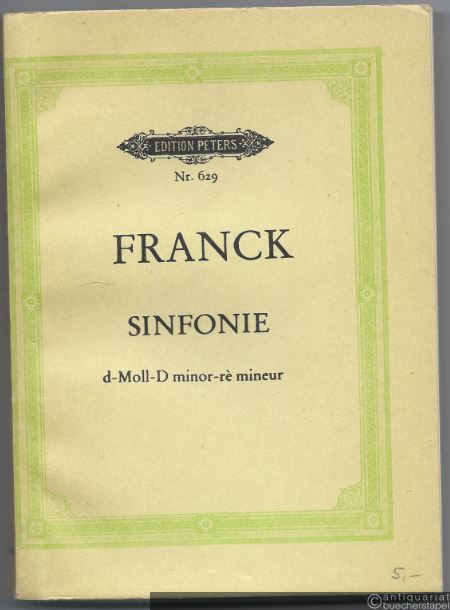 EDITION PETERS
Nr. 629
FRANCK
SINFONIE
d-Moll-D minor-rè mineur
5,-
antiquariat
buecherstapel